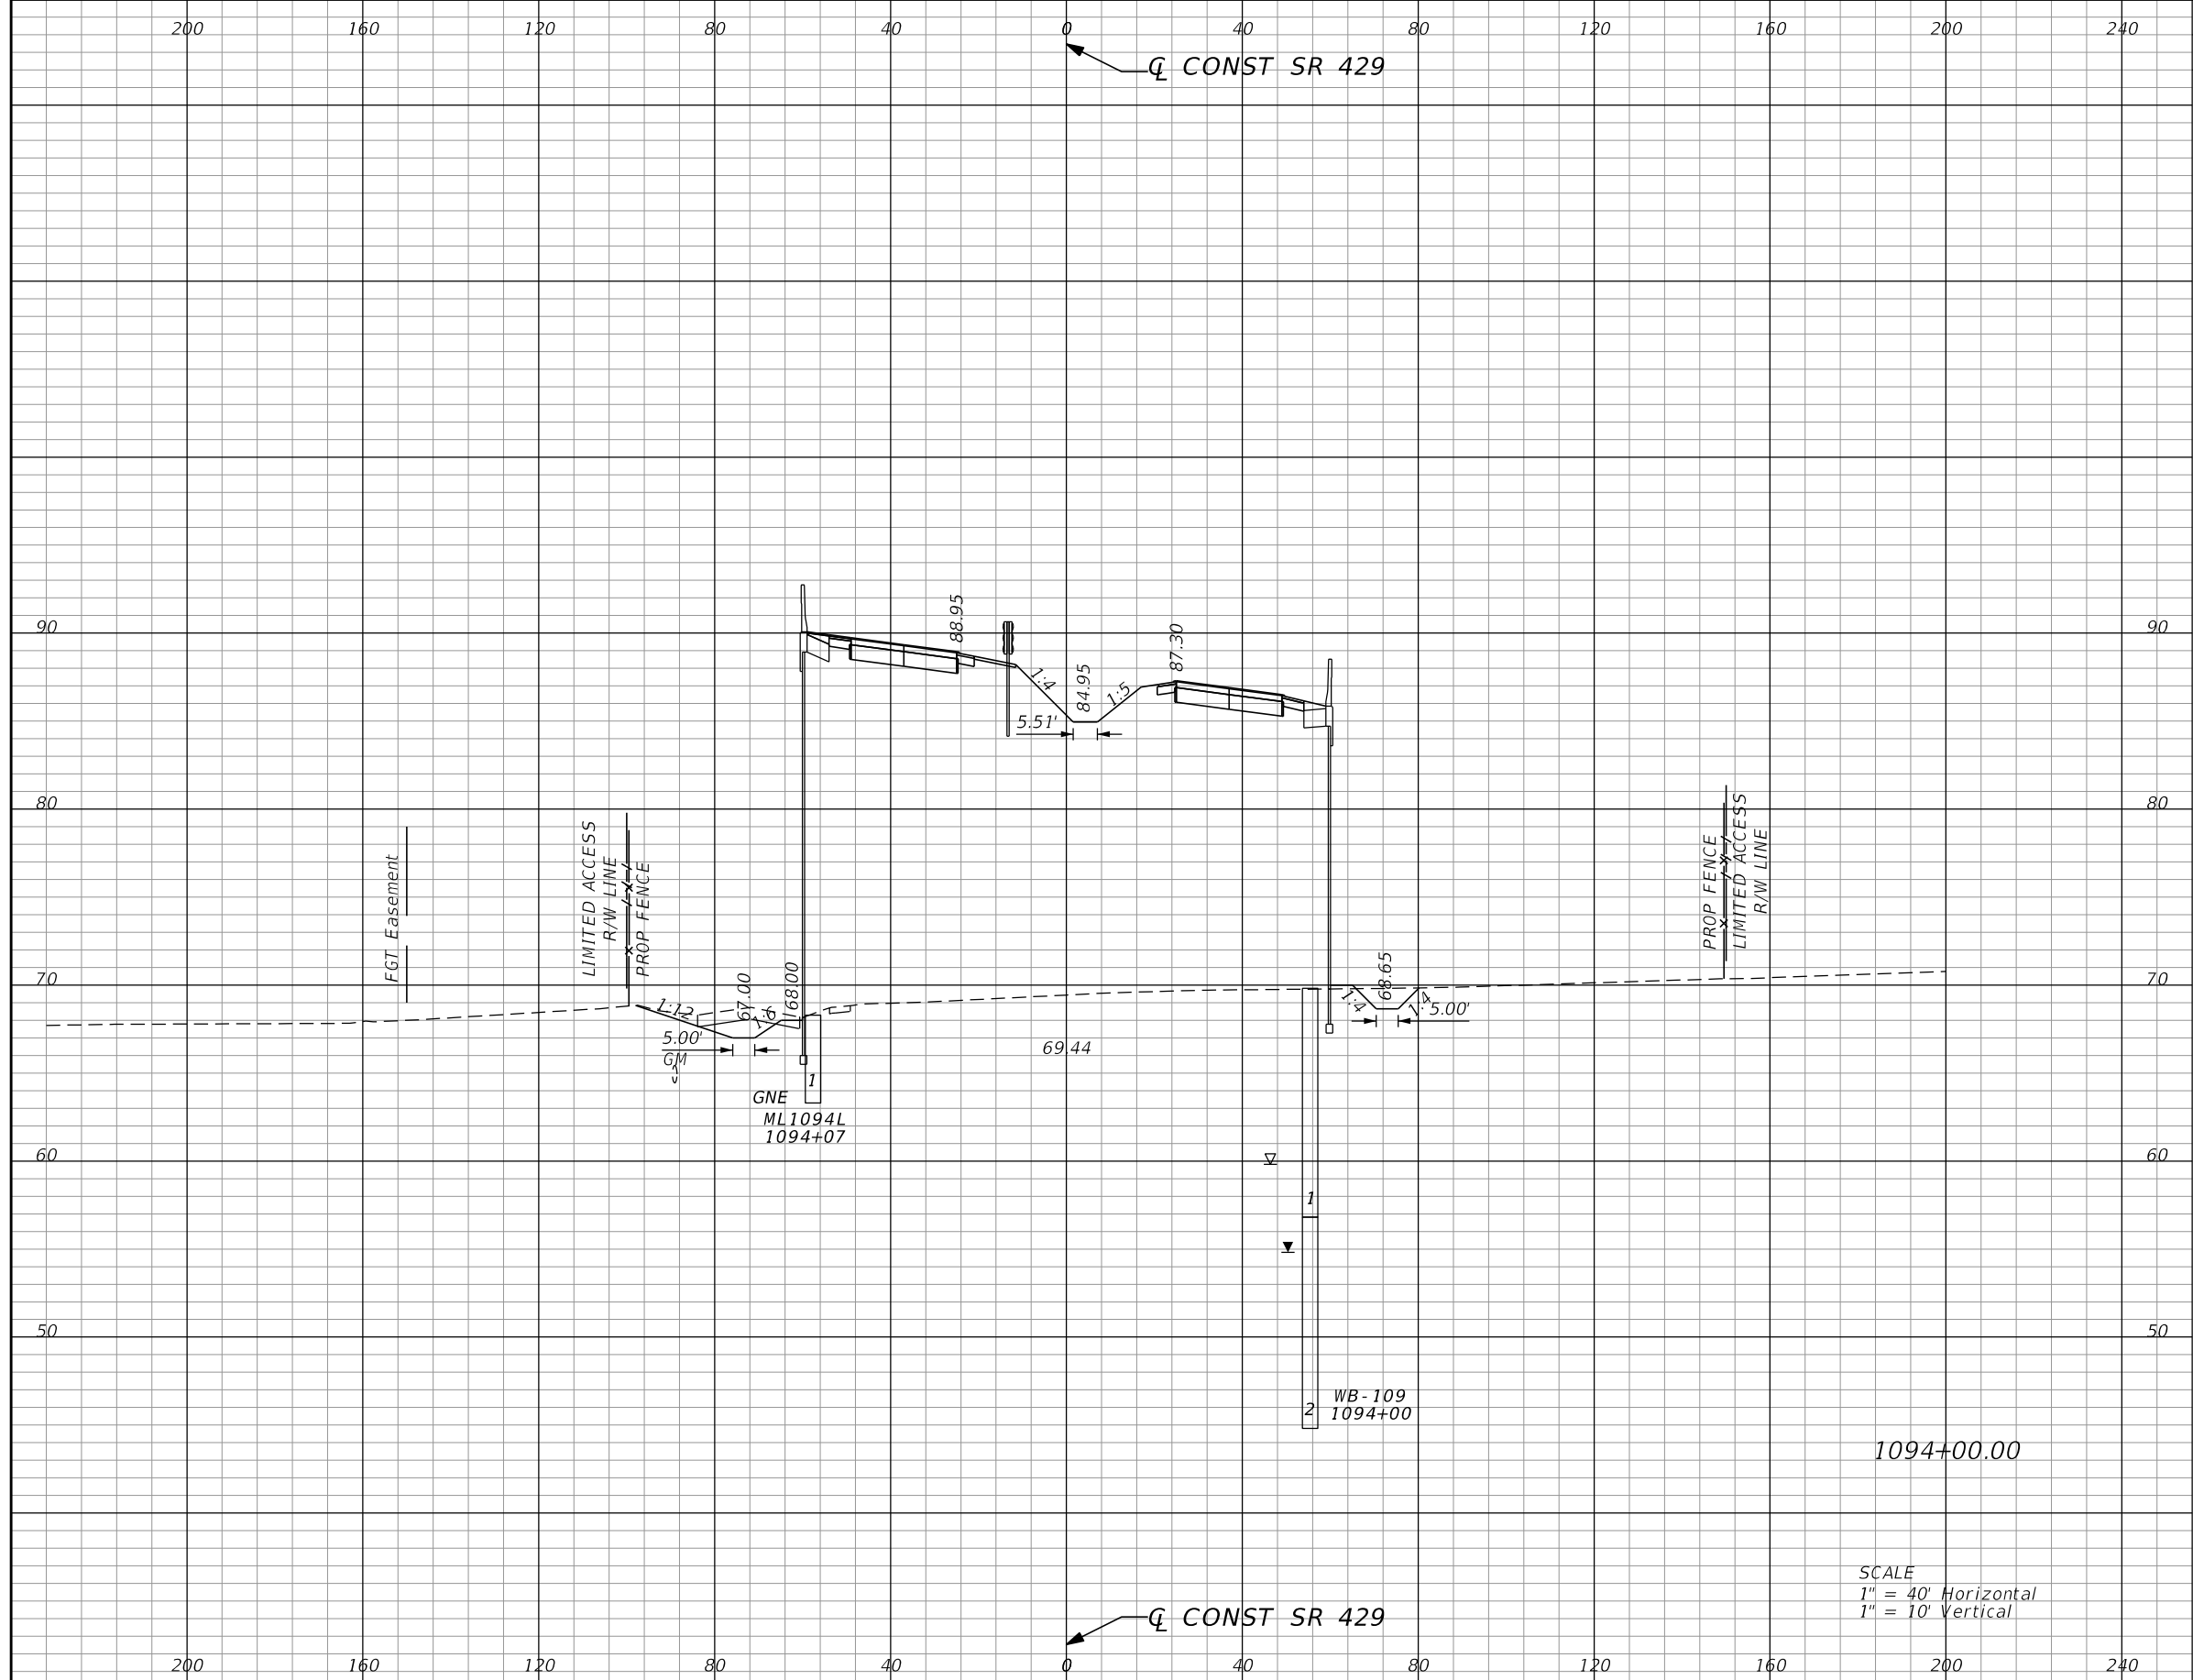 200 160 120 80 40 0 40 80 120 160 200 240
℄ CONST SR 429
90 88.95 87.30 90
1:4 84.95 1:5
5.51'
80 80
FGT Easement
LIMITED ACCESS
R/W LINE
PROP FENCE
PROP FENCE
LIMITED ACCESS
R/W LINE
70 70
1:12 67.00 1:6 68.00
5.00'
GM
1:4 68.65 1:4 5.00'
69.44
1
GNE
ML1094L
1094+07
60 60
1
50 50
2
WB-109
1094+00
1094+00.00
SCALE
1" = 40' Horizontal
1" = 10' Vertical
℄ CONST SR 429
200 160 120 80 40 0 40 80 120 160 200 240